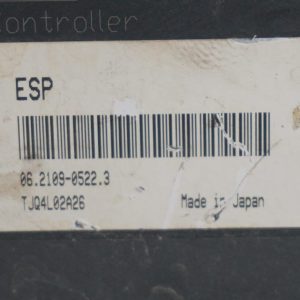 Controller
ESP
06.2109-0522.3
TJQ4L02A26 Made in Japan